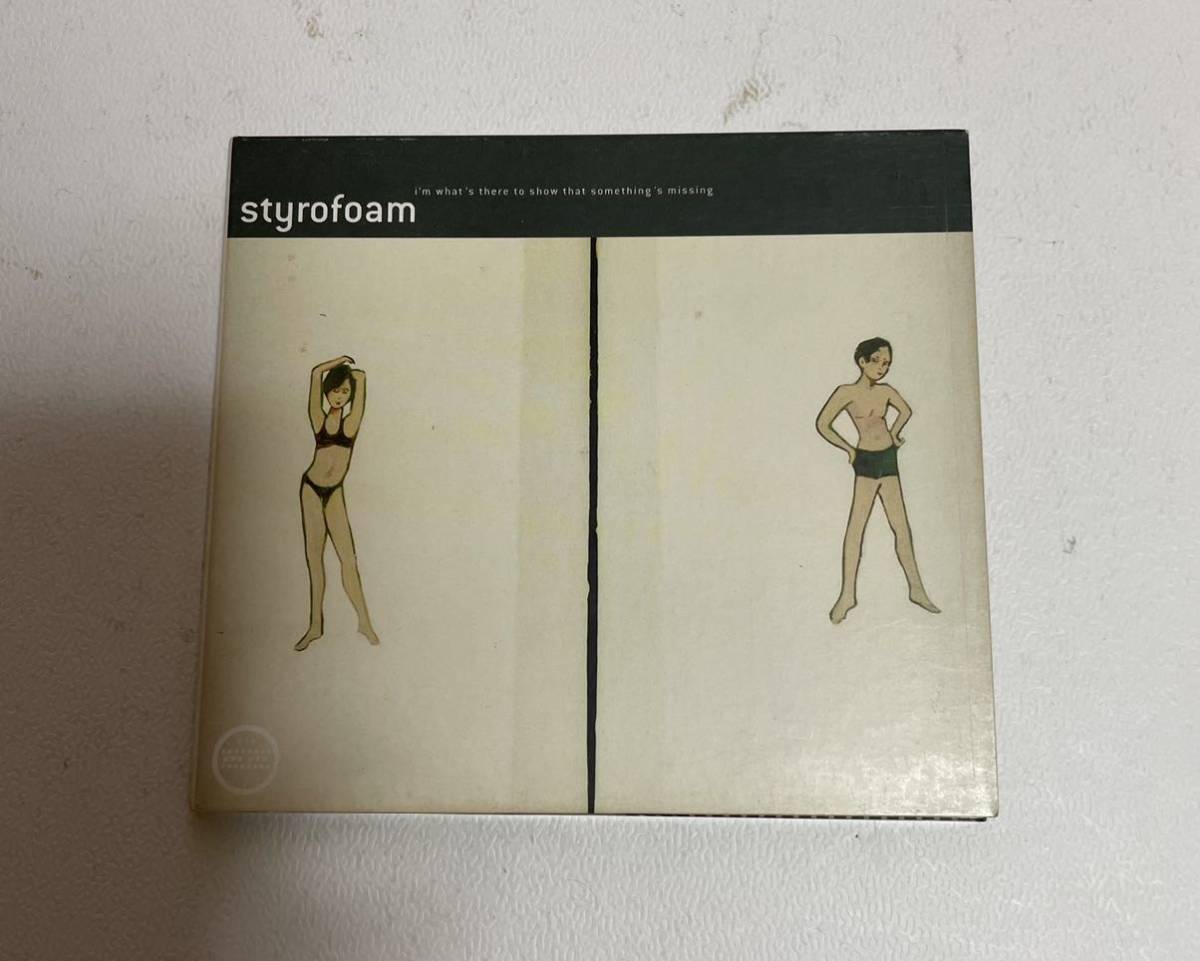 i'm what's there to show that something's missing
styrofoam